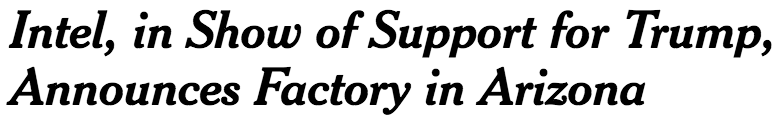 Intel, in Show of Support for Trump,
Announces Factory in Arizona